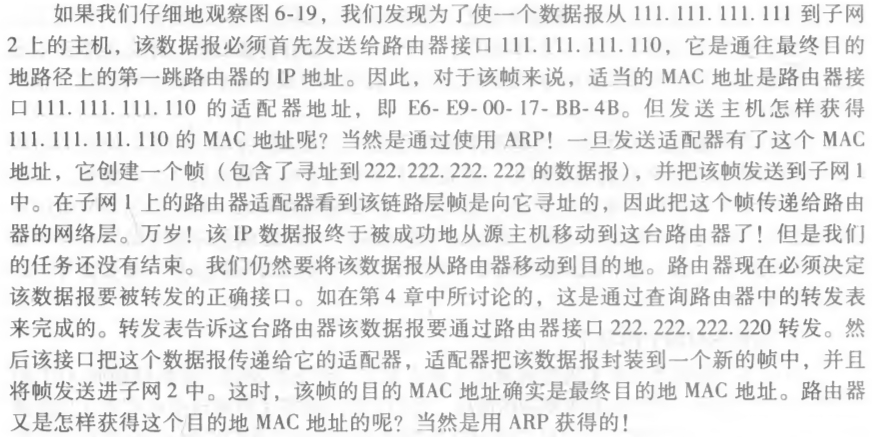 如果我们仔细地观察图 6-19，我们发现为了使一个数据报从 111.111.111.111 到子网
2 上的主机，该数据报必须首先发送给路由器接口 111.111.111.110，它是通往最终目的
地路径上的第一跳路由器的 IP 地址。因此，对于该帧来说，适当的 MAC 地址是路由器接
口 111.111.111.110 的适配器地址，即 E6-E9-00-17-BB-4B。但发送主机怎样获得
111.111.111.110 的 MAC 地址呢？当然是通过使用 ARP！一旦发送适配器有了这个 MAC
地址，它创建一个帧（包含了寻址到 222.222.222.222 的数据报），并把该帧发送到子网 1
中。在子网 1 上的路由器适配器看到该链路层帧是向它寻址的，因此把这个帧传递给路由
器的网络层。万岁！该 IP 数据报终于被成功地从源主机移动到这台路由器了！但是我们
的任务还没有结束。我们仍然要将该数据报从路由器移动到目的地。路由器现在必须决定
该数据报要被转发的正确接口。如在第 4 章中所讨论的，这是通过查询路由器中的转发表
来完成的。转发表告诉这台路由器该数据报要通过路由器接口 222.222.222.220 转发。然
后该接口把这个数据报传递给它的适配器，适配器把该数据报封装到一个新的帧中，并且
将帧发送进子网 2 中。这时，该帧的目的 MAC 地址确实是最终目的地 MAC 地址。路由器
又是怎样获得这个目的地 MAC 地址的呢？当然是用 ARP 获得的！